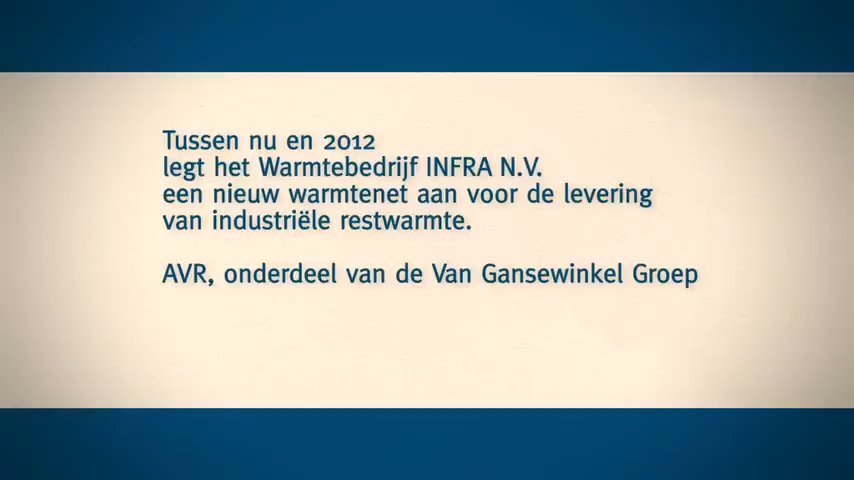 Tussen nu en 2012
legt het Warmtebedrijf INFRA N.V.
een nieuw warmtenet aan voor de levering
van industriële restwarmte.
AVR, onderdeel van de Van Gansewinkel Groep